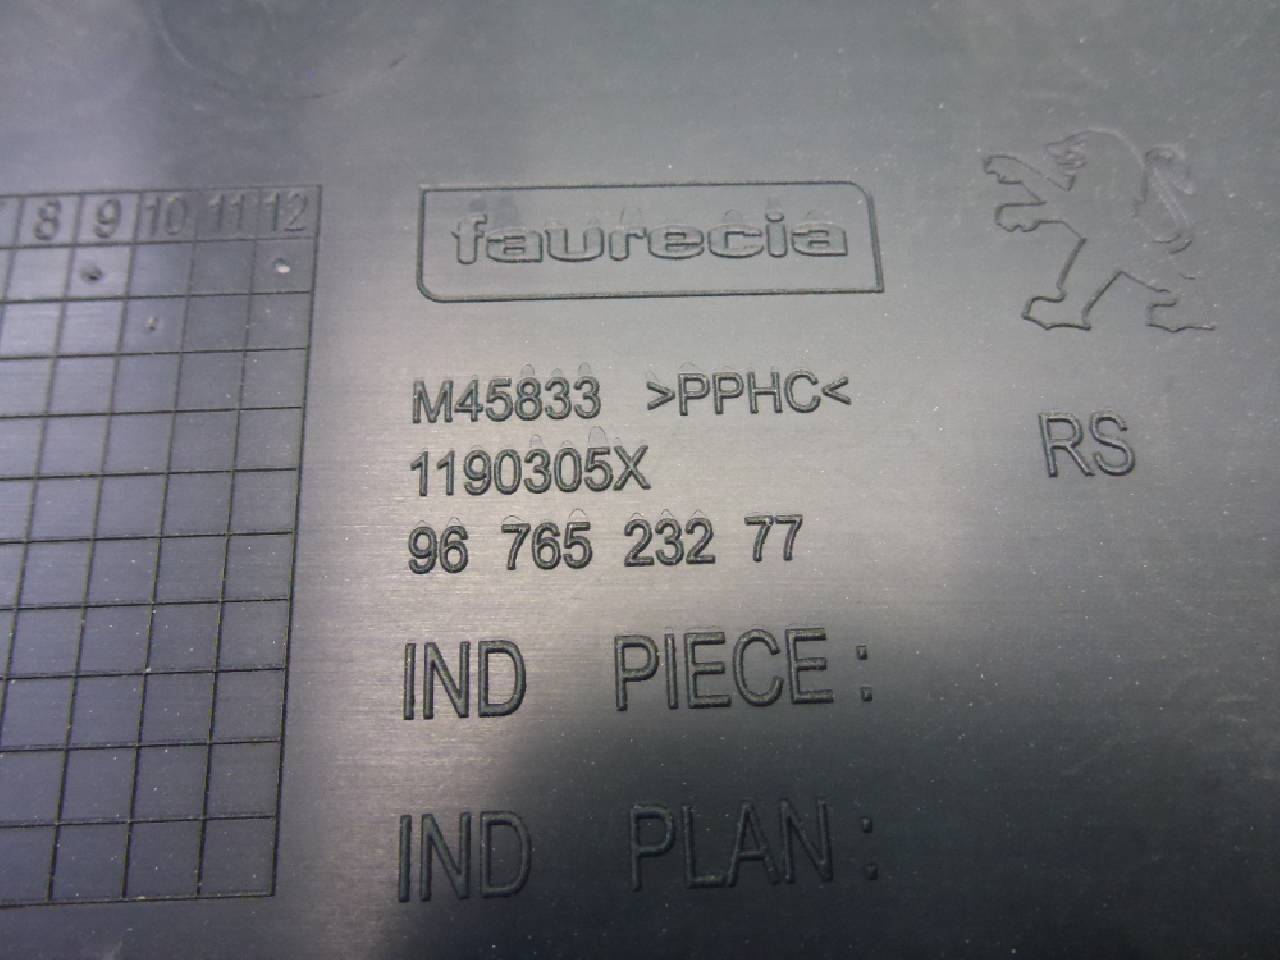 8 9 10 11 12
faurecia
M45833 >PPHC<
1190305X
RS
96 765 232 77
IND PIECE :
IND PLAN :